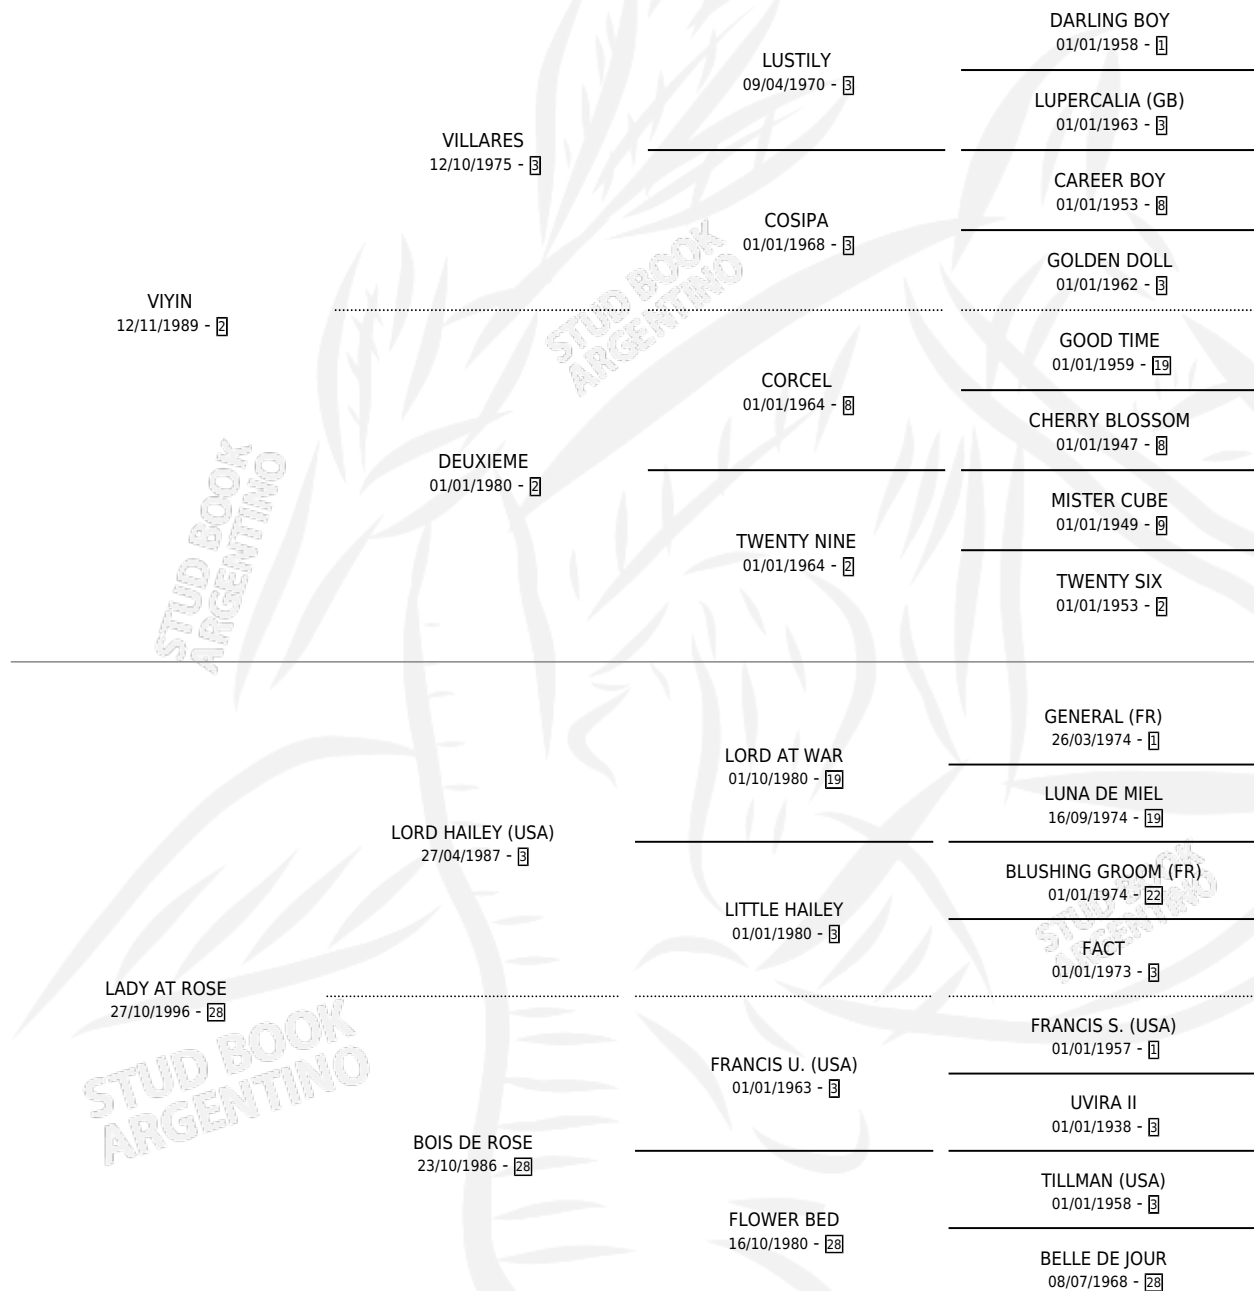 DARLING BOY
01/01/1958 - 1
LUSTILY
09/04/1970 - 3
LUPERCALIA (GB)
01/01/1963 - 3
VILLARES
12/10/1975 - 3
CAREER BOY
01/01/1953 - 8
COSIPA
01/01/1968 - 3
GOLDEN DOLL
01/01/1962 - 3
VIYIN
12/11/1989 - 2
GOOD TIME
01/01/1959 - 19
CORCEL
01/01/1964 - 8
CHERRY BLOSSOM
01/01/1947 - 8
DEUXIEME
01/01/1980 - 2
MISTER CUBE
01/01/1949 - 9
TWENTY NINE
01/01/1964 - 2
TWENTY SIX
01/01/1953 - 2
GENERAL (FR)
26/03/1974 - 1
LORD AT WAR
01/10/1980 - 19
LUNA DE MIEL
16/09/1974 - 19
LORD HAILEY (USA)
27/04/1987 - 3
BLUSHING GROOM (FR)
01/01/1974 - 22
LITTLE HAILEY
01/01/1980 - 3
FACT
01/01/1973 - 3
LADY AT ROSE
27/10/1996 - 28
FRANCIS S. (USA)
01/01/1957 - 1
FRANCIS U. (USA)
01/01/1963 - 3
UVIRA II
01/01/1938 - 3
BOIS DE ROSE
23/10/1986 - 28
TILLMAN (USA)
01/01/1958 - 3
FLOWER BED
16/10/1980 - 28
BELLE DE JOUR
08/07/1968 - 28
STUD BOOK
ARGENTINO
STUD BOOK
ARGENTINO
STUD BOOK
ARGENTINO
STUD BOOK
ARGENTINO